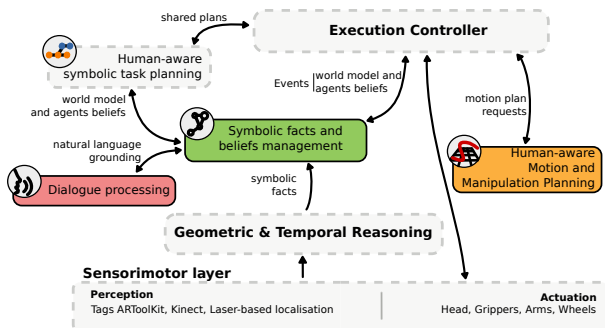 shared plans
Execution Controller
Human-aware
symbolic task planning
Events
world model and
agents beliefs
world model
and agents beliefs
motion plan
requests
Symbolic facts and
beliefs management
natural language
grounding
Human-aware
Motion and
Manipulation Planning
Dialogue processing
symbolic
facts
Geometric & Temporal Reasoning
Sensorimotor layer
Perception
Tags ARToolKit, Kinect, Laser-based localisation
Actuation
Head, Grippers, Arms, Wheels